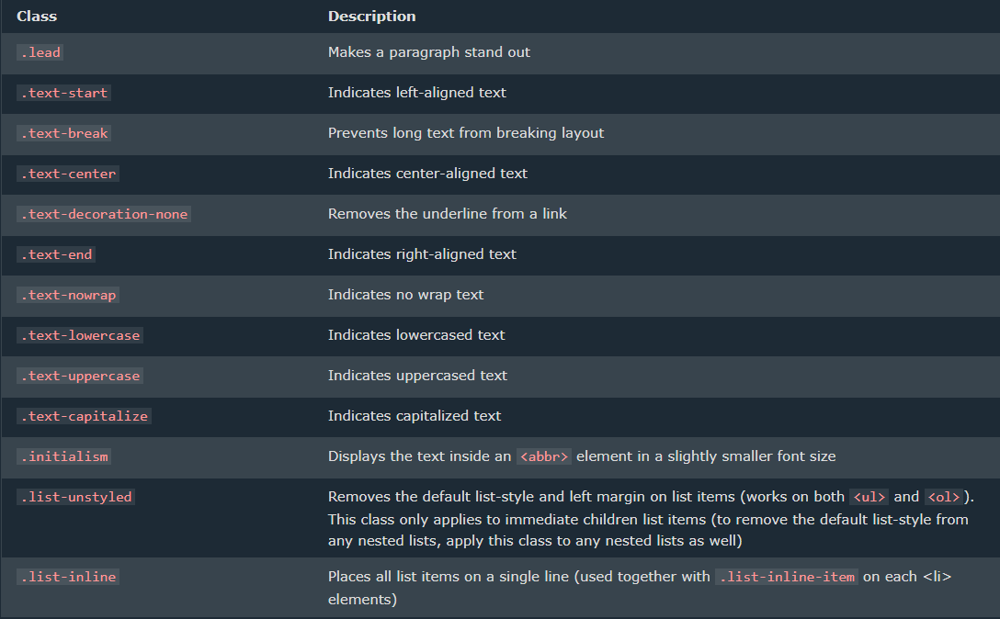 Class Description
.lead Makes a paragraph stand out
.text-start Indicates left-aligned text
.text-break Prevents long text from breaking layout
.text-center Indicates center-aligned text
.text-decoration-none Removes the underline from a link
.text-end Indicates right-aligned text
.text-nowrap Indicates no wrap text
.text-lowercase Indicates lowercased text
.text-uppercase Indicates uppercased text
.text-capitalize Indicates capitalized text
.initialism Displays the text inside an <abbr> element in a slightly smaller font size
.list-unstyled Removes the default list-style and left margin on list items (works on both <ul> and <ol>).
This class only applies to immediate children list items (to remove the default list-style from
any nested lists, apply this class to any nested lists as well)
.list-inline Places all list items on a single line (used together with .list-inline-item on each <li>
elements)